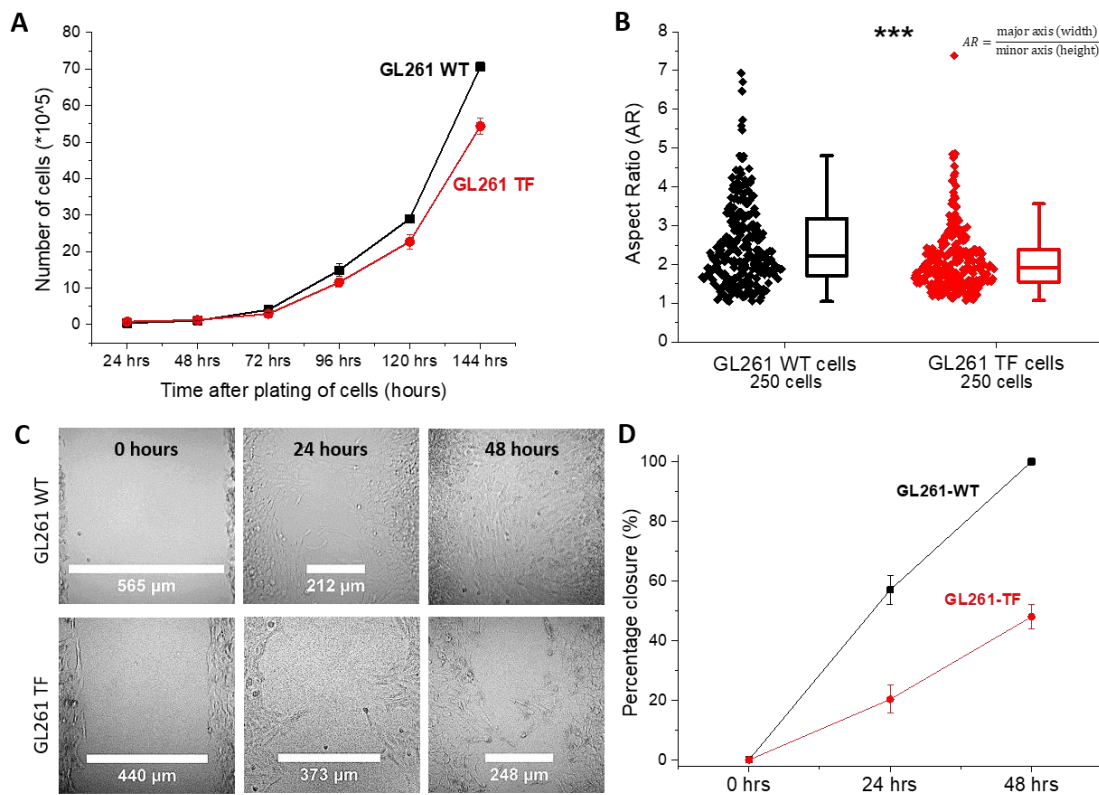 A
Number of cells (*10^5)
80
70
60
50
40
30
20
10
0
GL261 WT
GL261 TF
24 hrs 48 hrs 72 hrs 96 hrs 120 hrs 144 hrs
Time after plating of cells (hours)
B
***
AR = major axis (width) / minor axis (height)
Aspect Ratio (AR)
8
7
6
5
4
3
2
1
0
GL261 WT cells
250 cells
GL261 TF cells
250 cells
C
0 hours 24 hours 48 hours
GL261 WT
565 µm 212 µm
GL261 TF
440 µm 373 µm 248 µm
D
Percentage closure (%)
100
80
60
40
20
0
GL261-WT
GL261-TF
0 hrs 24 hrs 48 hrs